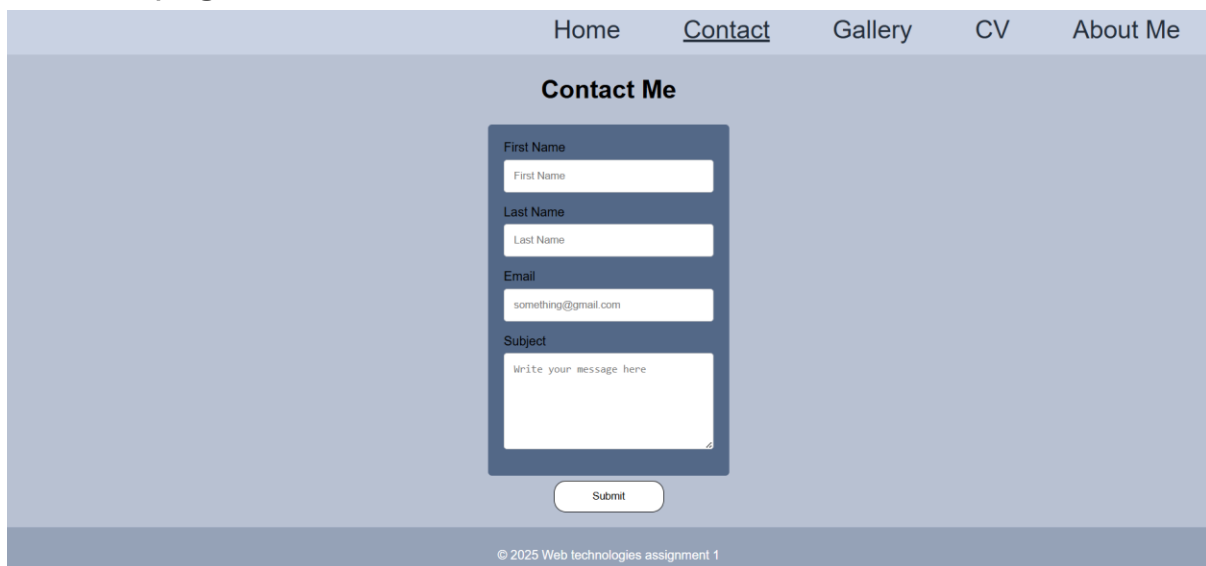 Home Contact Gallery CV About Me
Contact Me
First Name
First Name
Last Name
Last Name
Email
something@gmail.com
Subject
Write your message here
Submit
© 2025 Web technologies assignment 1